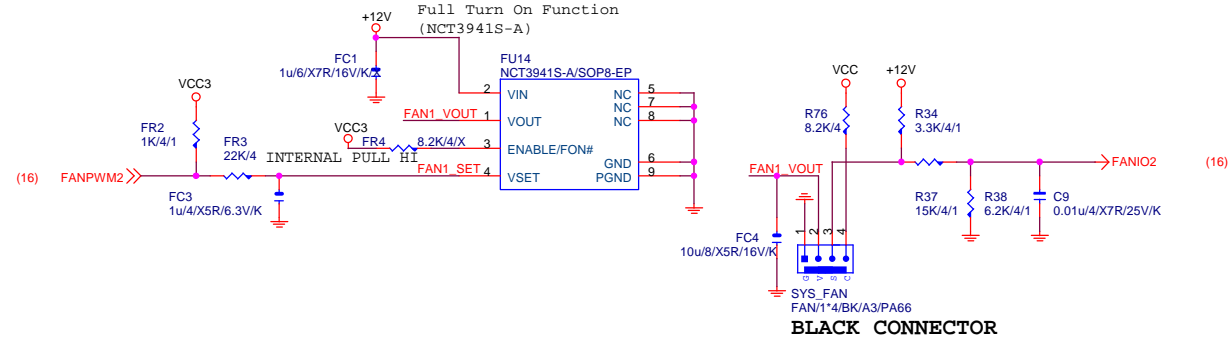 Full Turn On Function
(NCT3941S-A)
+12V
FC1
1u/6/X7R/16V/K/X
FU14
NCT3941S-A/SOP8-EP
VCC3
2
VIN
NC
5
NC
7
FAN1_VOUT
1
VOUT
NC
8
FR2
1K/4/1
VCC3
FR4
8.2K/4/X
3
ENABLE/FON#
FR3
22K/4
INTERNAL PULL HI
GND
6
FAN1_SET
4
VSET
PGND
9
(16)
FANPWM2
FC3
1u/4/X5R/6.3V/K
VCC
+12V
R76
8.2K/4
R34
3.3K/4/1
FAN1_VOUT
FANIO2
(16)
R37
15K/4/1
R38
6.2K/4/1
C9
0.01u/4/X7R/25V/K
FC4
10u/8/X5R/16V/K
1
2
3
4
G
V
S
C
SYS_FAN
FAN/1*4/BK/A3/PA66
BLACK CONNECTOR